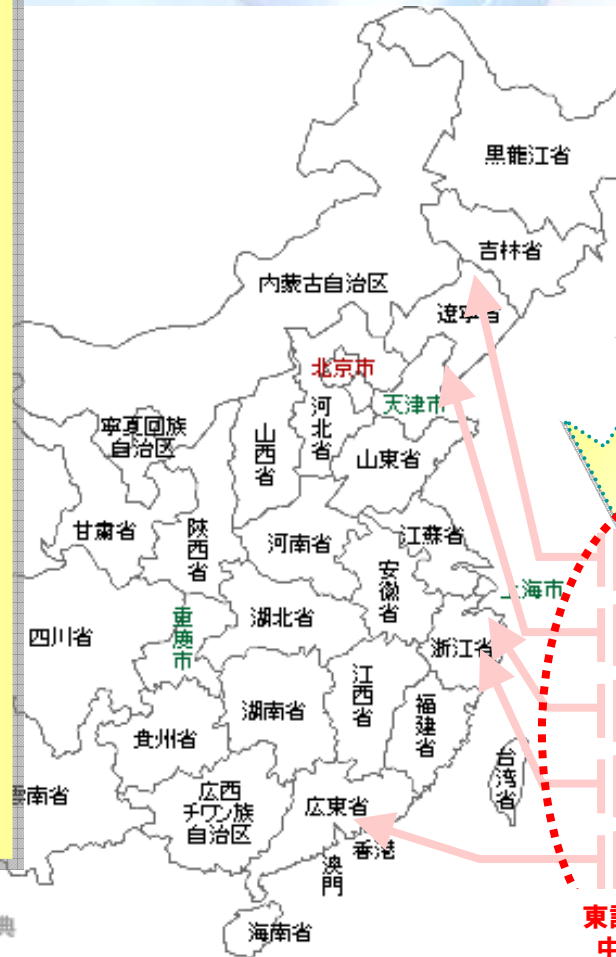 黒龍江省
吉林省
内蒙古自治区
遼寧省
北京市
天津市
河北省
山西省
山東省
寧夏回族
自治区
甘粛省
陝西省
河南省
江蘇省
安徽省
上海市
四川省
重慶市
湖北省
浙江省
江西省
湖南省
福建省
貴州省
台湾省
雲南省
広西
チワン族
自治区
広東省
香港
澳門
海南省
典
東
中